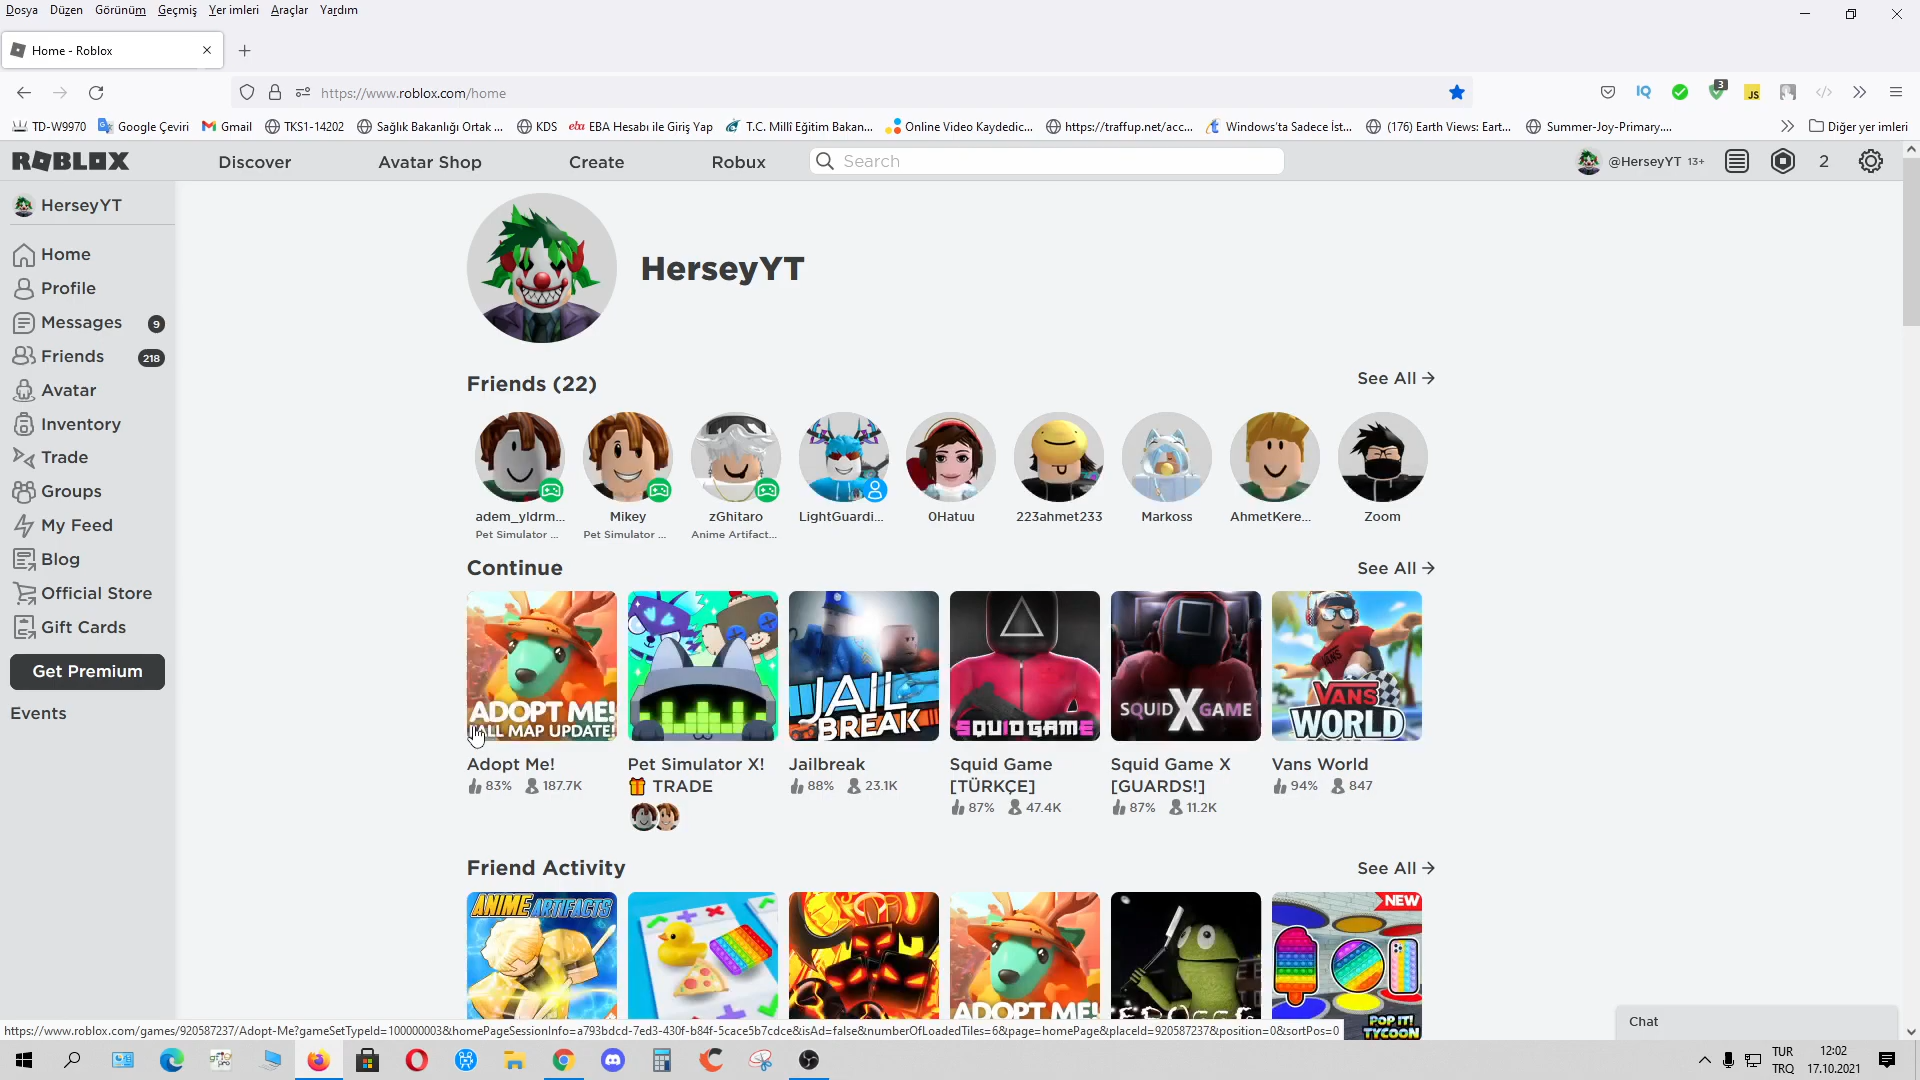 Dosya Düzen Görünüm Geçmiş Yer imleri Araçlar Yardım
Home - Roblox
https://www.roblox.com/home
3
TD-W9970 Google Çeviri Gmail TKS1-14202 Sağlık Bakanlığı Ortak ... KDS eba EBA Hesabı ile Giriş Yap T.C. Millî Eğitim Bakan... Online Video Kaydedic... https://traffup.net/acc... Windows'ta Sadece İst... (176) Earth Views: Eart... Summer-Joy-Primary.... Diğer yer imleri
ROBLOX Discover Avatar Shop Create Robux Search @HerseyYT 13+ 2
HerseyYT
Home
Profile
Messages 9
Friends 218
Avatar
Inventory
Trade
Groups
My Feed
Blog
Official Store
Gift Cards
Get Premium
Events
HerseyYT
Friends (22) See All →
adem_yldrm... Mikey zGhitaro LightGuardi... 0Hatuu 223ahmet233 Markoss AhmetKere... Zoom
Pet Simulator ... Pet Simulator ... Anime Artifact...
Continue See All →
ADOPT ME!
ALL MAP UPDATE!
JAIL
BREAK
SQUID GAME
SQUID X GAME
VANS
WORLD
Adopt Me! Pet Simulator X! Jailbreak Squid Game Squid Game X Vans World
TRADE [TÜRKÇE] [GUARDS!]
83% 187.7K 88% 23.1K 94% 847
87% 47.4K 87% 11.2K
Friend Activity See All →
ANIME ARTIFACTS
NEW
ADOPT ME!
POP IT!
TYCOON
https://www.roblox.com/games/920587237/Adopt-Me?gameSetTypeId=100000003&homePageSessionInfo=a793bdcd-7ed3-430f-b84f-5cace5b7cdce&isAd=false&numberOfLoadedTiles=6&page=homePage&placeId=920587237&position=0&sortPos=0
Chat
TUR
TRQ
12:02
17.10.2021